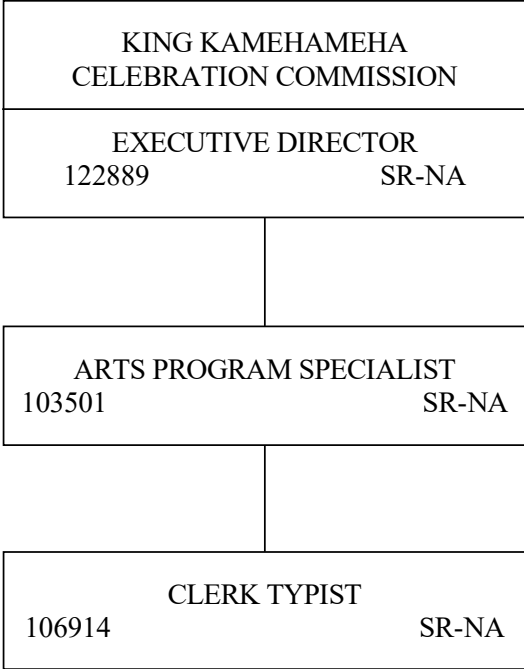 KING KAMEHAMEHA
CELEBRATION COMMISSION
EXECUTIVE DIRECTOR
122889 SR-NA
ARTS PROGRAM SPECIALIST
103501 SR-NA
CLERK TYPIST
106914 SR-NA